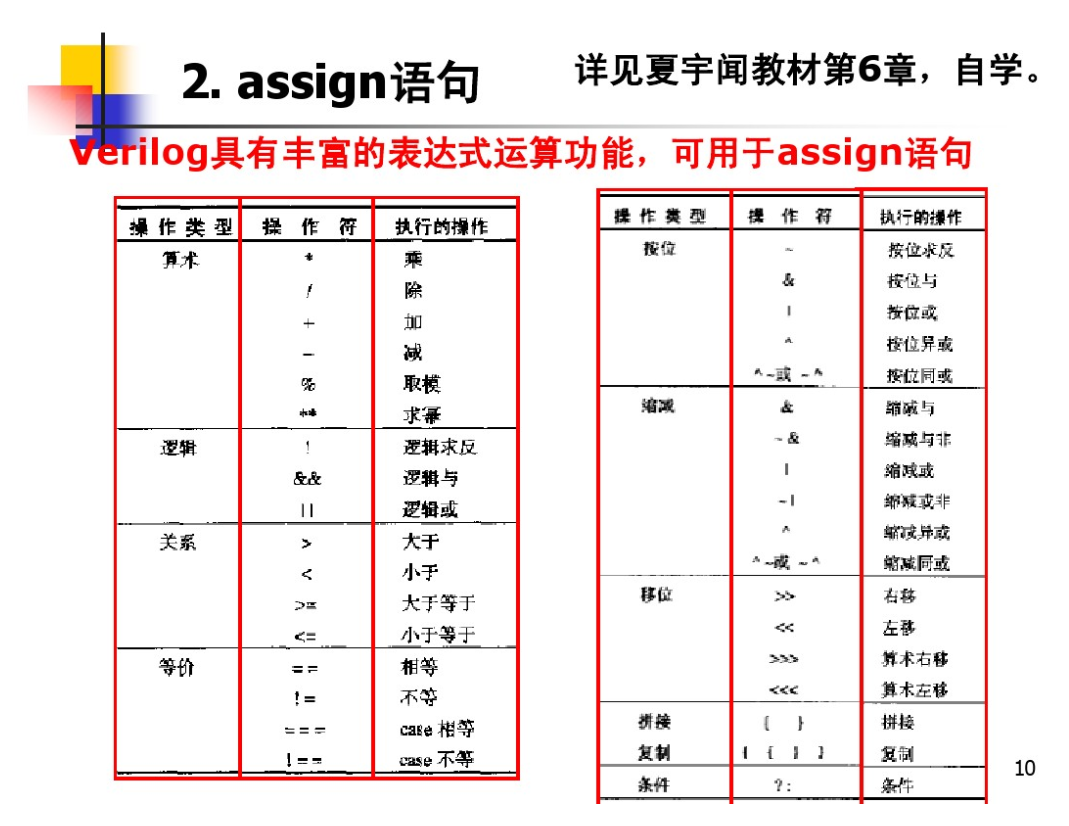 2. assign语句
详见夏宇闻教材第6章，自学。
Verilog具有丰富的表达式运算功能，可用于assign语句
操作类型 操作符 执行的操作
算术 * 乘
/ 除
+ 加
- 减
% 取模
** 求幂
逻辑 ! 逻辑求反
&& 逻辑与
|| 逻辑或
关系 > 大于
< 小于
>= 大于等于
<= 小于等于
等价 == 相等
!= 不等
=== case 相等
!== case 不等
操作类型 操作符 执行的操作
按位 ~ 按位求反
& 按位与
| 按位或
^ 按位异或
^~或 ~^ 按位同或
缩减 & 缩减与
~& 缩减与非
| 缩减或
~| 缩减或非
^ 缩减异或
^~或 ~^ 缩减同或
移位 >> 右移
<< 左移
>>> 算术右移
<<< 算术左移
拼接 { } 拼接
复制 { { } } 复制
条件 ?: 条件
10